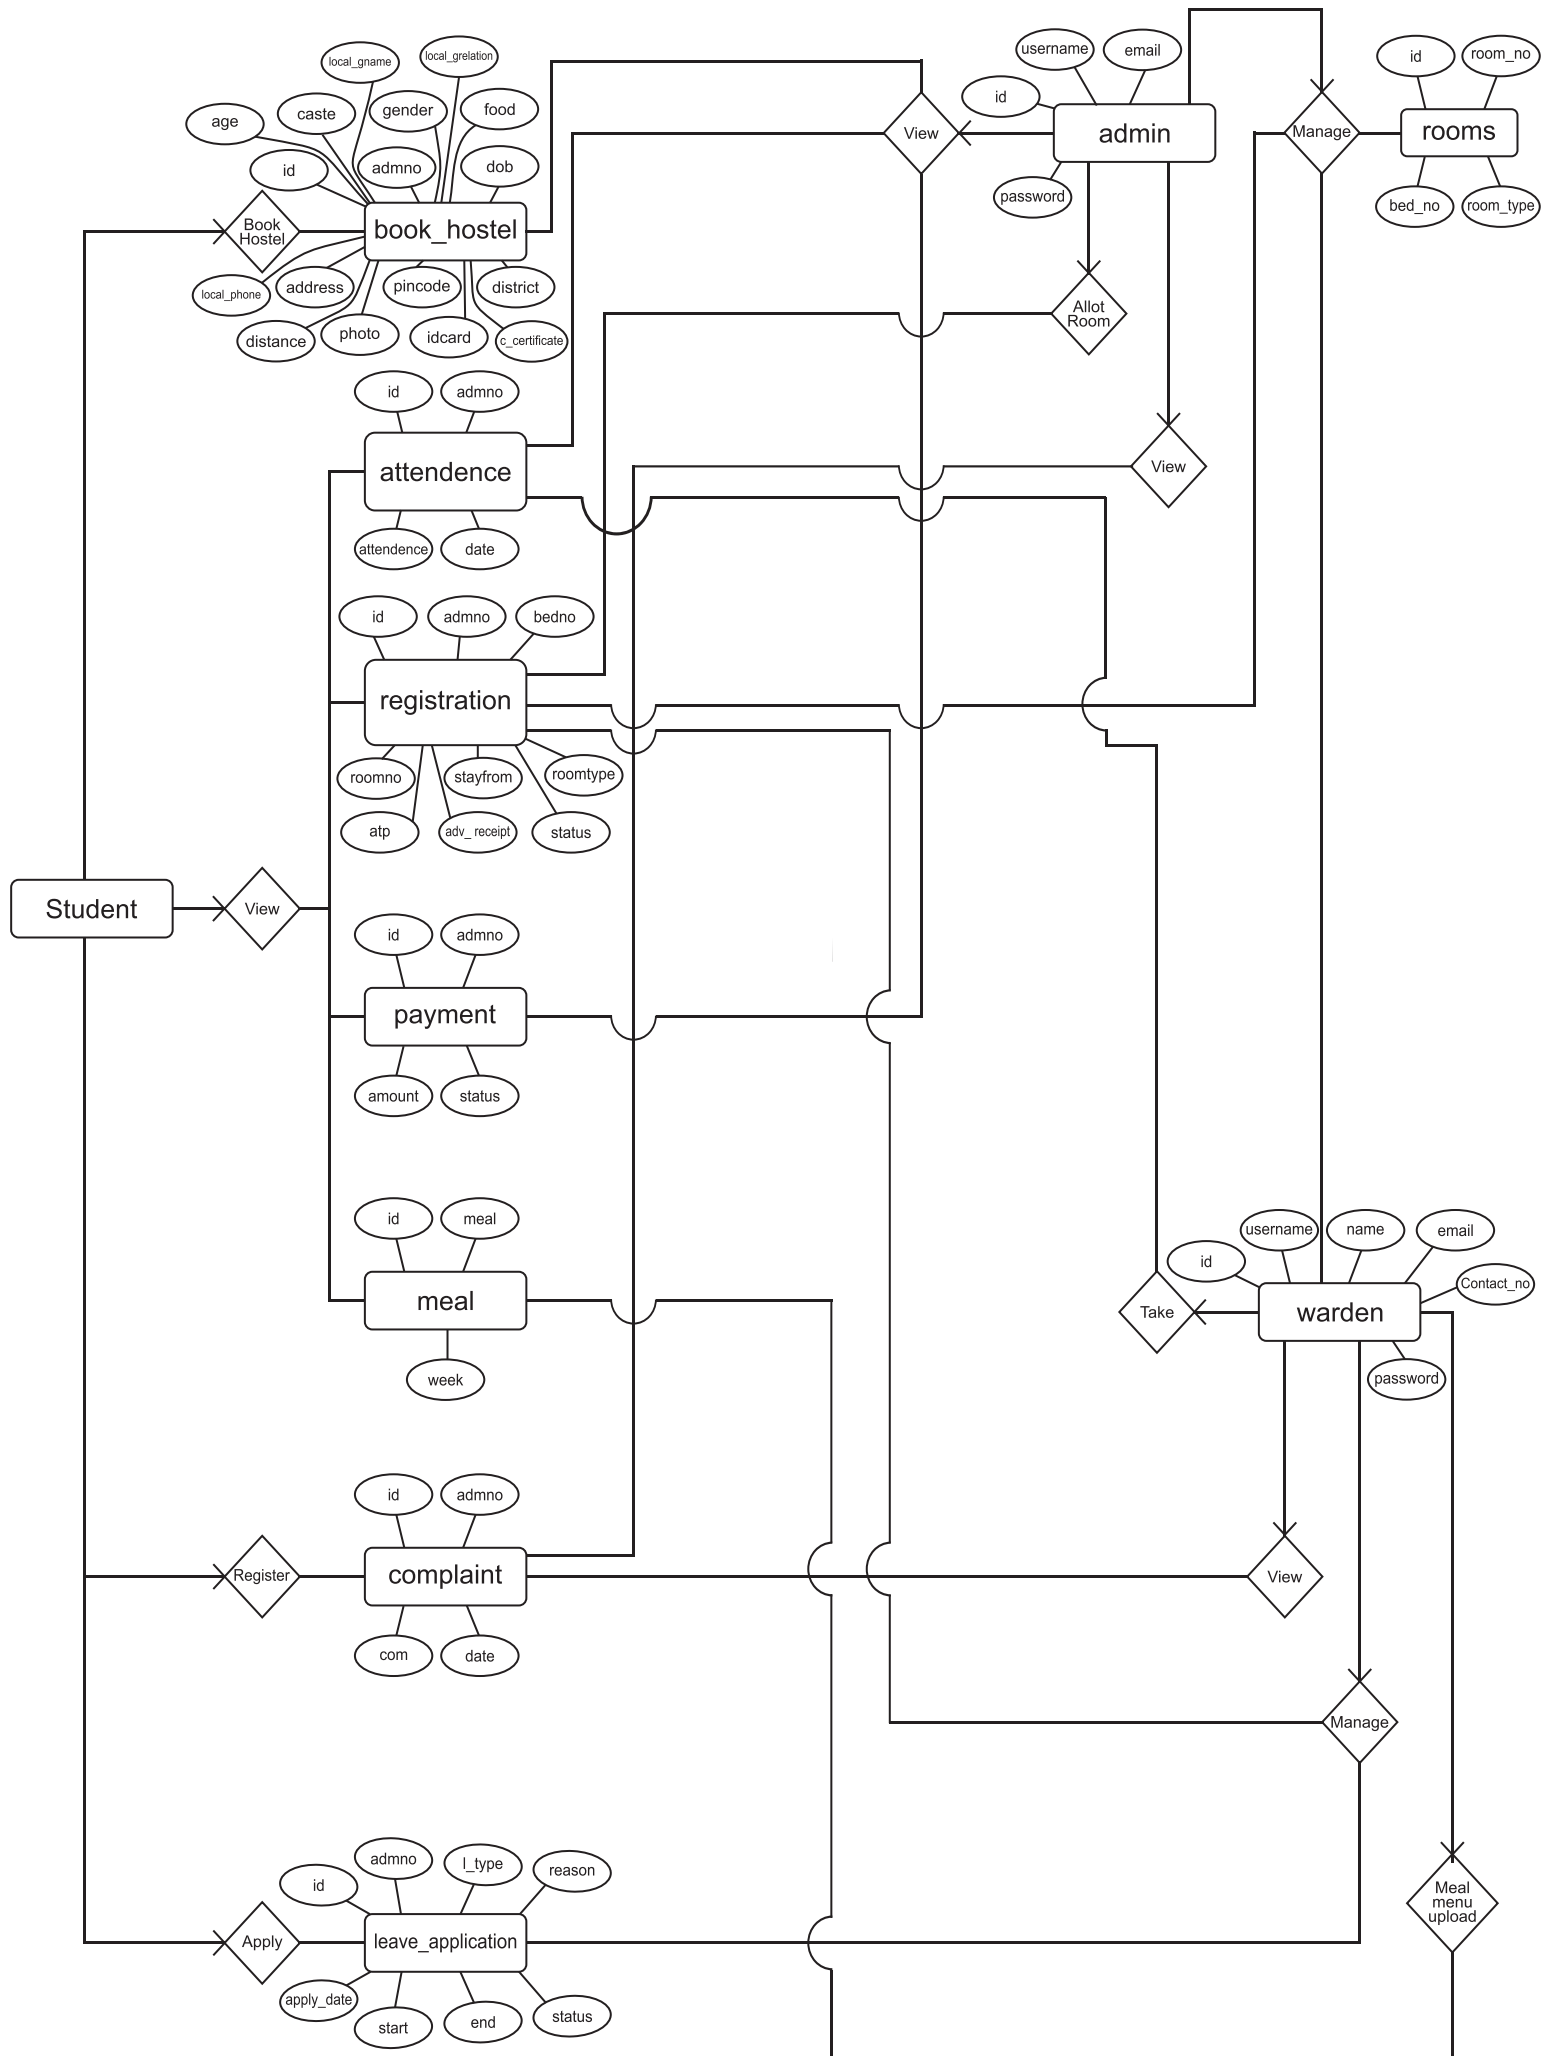 local_gname
local_grelation
username
email
id
room_no
age
caste
gender
food
id
View
admin
Manage
rooms
id
admno
dob
password
bed_no
room_type
Book
Hostel
book_hostel
local_phone
address
pincode
district
Allot
Room
distance
photo
idcard
c_certificate
id
admno
attendence
View
attendence
date
id
admno
bedno
registration
roomno
stayfrom
roomtype
atp
adv_ receipt
status
Student
View
id
admno
payment
amount
status
id
meal
username
name
email
id
Contact_no
meal
Take
warden
week
password
id
admno
Register
complaint
View
com
date
Manage
admno
l_type
reason
id
Meal
menu
upload
Apply
leave_application
apply_date
start
end
status